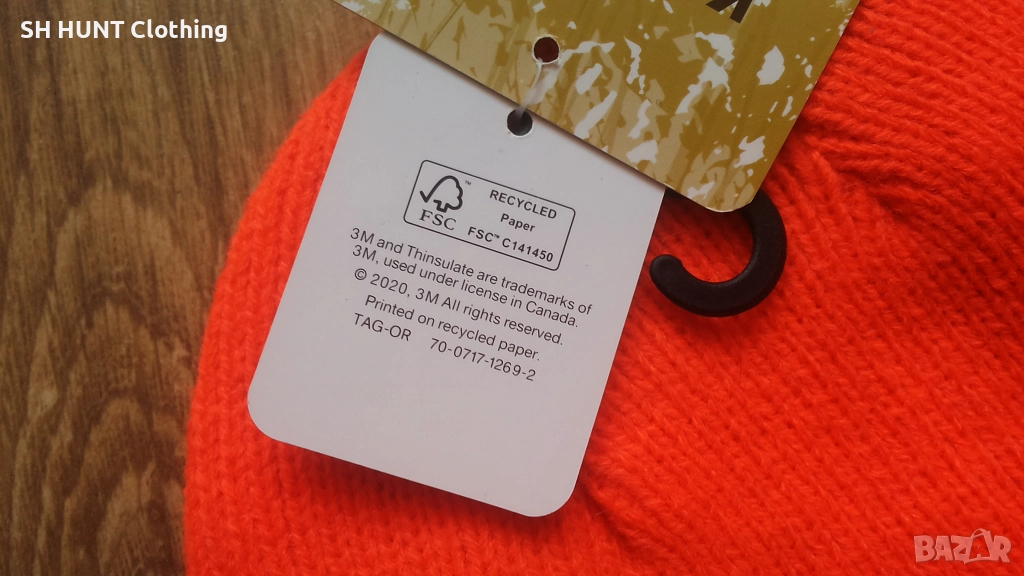 SH HUNT Clothing
RECYCLED
Paper
FSC™ C141450
FSC
3M and Thinsulate are trademarks of
3M, used under license in Canada.
© 2020, 3M All rights reserved.
Printed on recycled paper.
TAG-OR 70-0717-1269-2
BAZAR